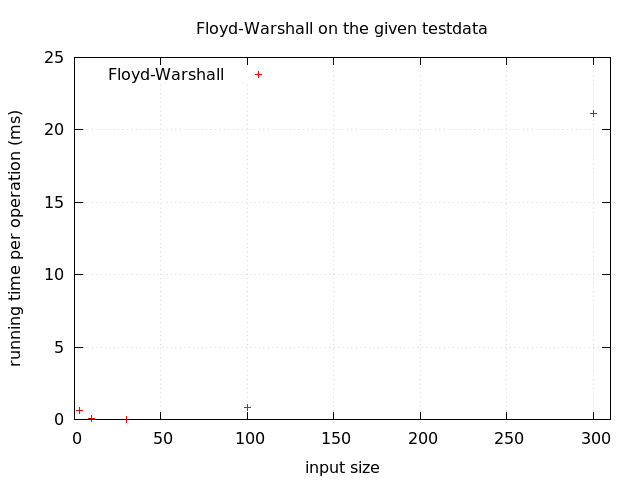 Floyd-Warshall on the given testdata
25
Floyd-Warshall
20
15
10
5
0
running time per operation (ms)
0 50 100 150 200 250 300
input size